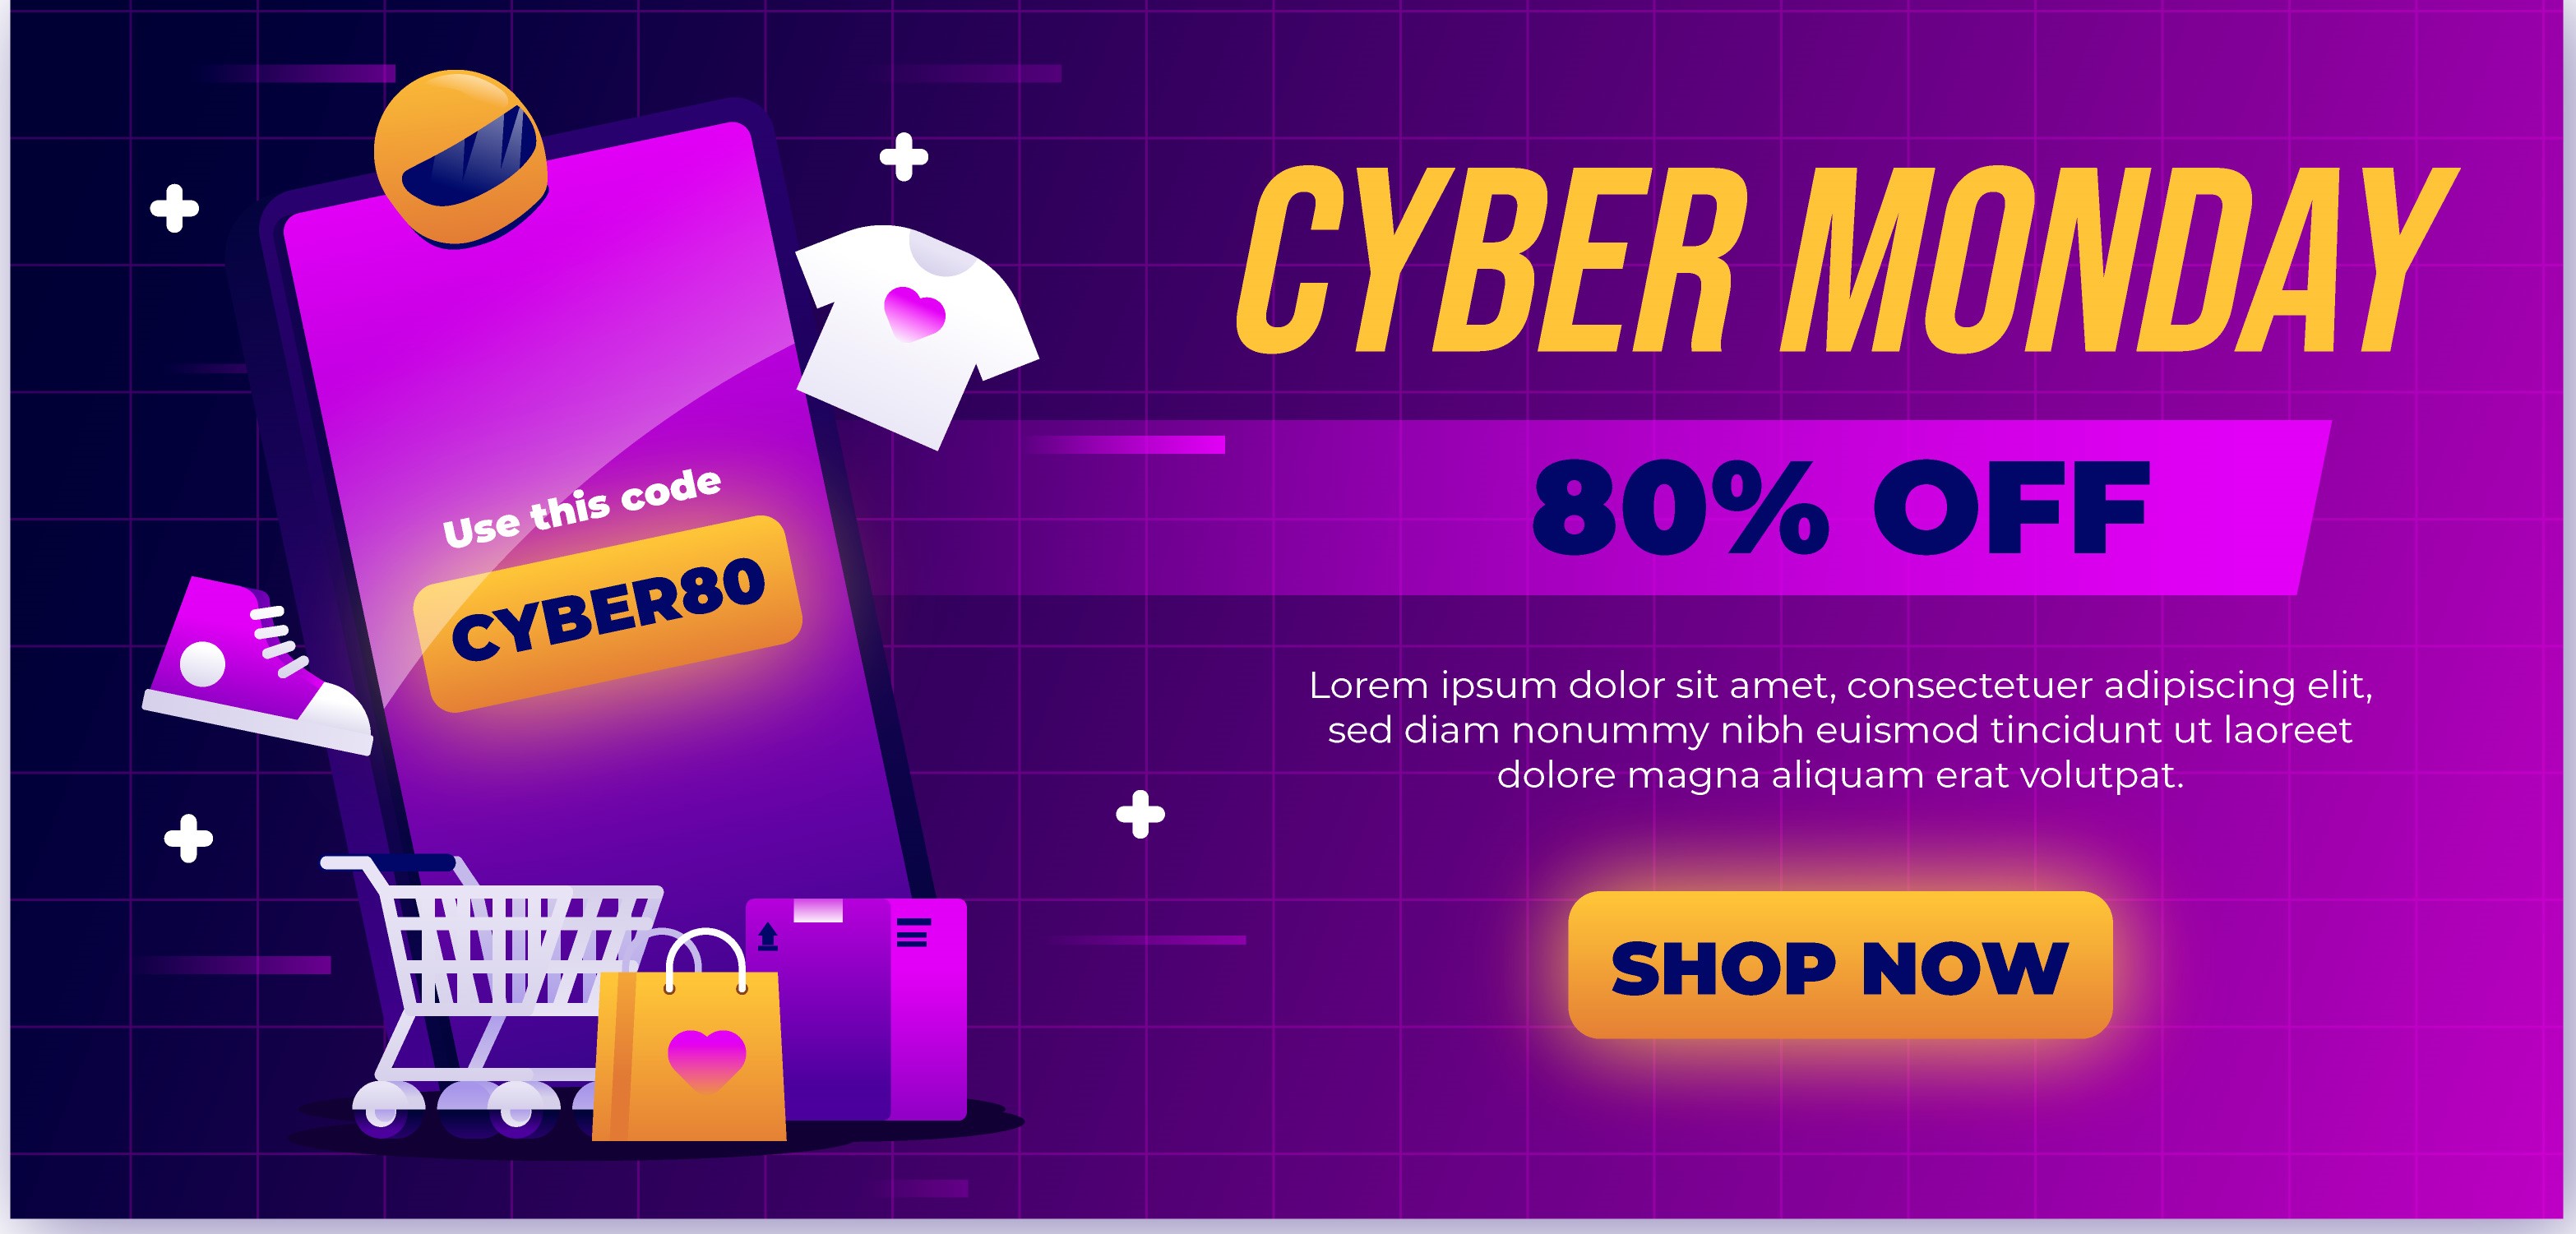 CYBER MONDAY
80% OFF
Use this code
CYBER80
Lorem ipsum dolor sit amet, consectetuer adipiscing elit,
sed diam nonummy nibh euismod tincidunt ut laoreet
dolore magna aliquam erat volutpat.
SHOP NOW